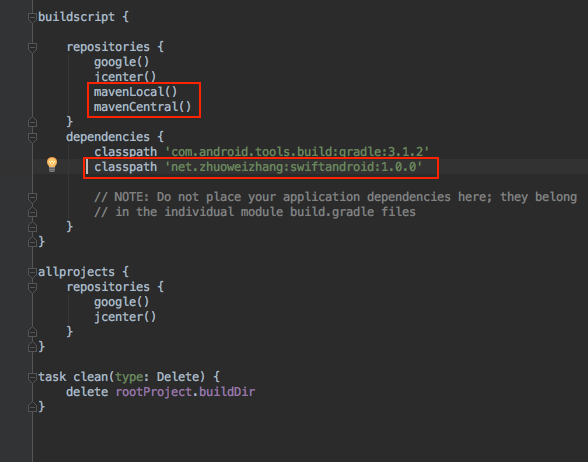 buildscript {
repositories {
google()
jcenter()
mavenLocal()
mavenCentral()
}
dependencies {
classpath 'com.android.tools.build:gradle:3.1.2'
classpath 'net.zhuoweizhang:swiftandroid:1.0.0'
// NOTE: Do not place your application dependencies here; they belong
// in the individual module build.gradle files
}
}
allprojects {
repositories {
google()
jcenter()
}
}
task clean(type: Delete) {
delete rootProject.buildDir
}